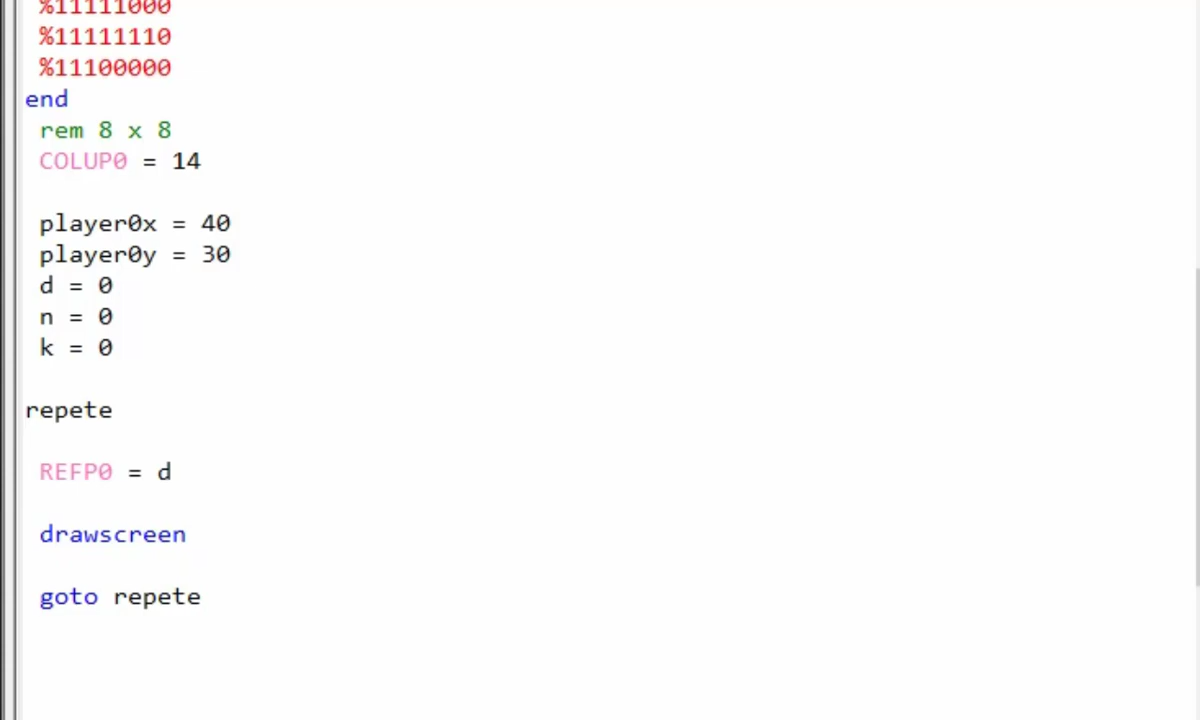 %11111000
%11111110
%11100000
end
rem 8 x 8
COLUP0 = 14
player0x = 40
player0y = 30
d = 0
n = 0
k = 0
repete
REFP0 = d
drawscreen
goto repete